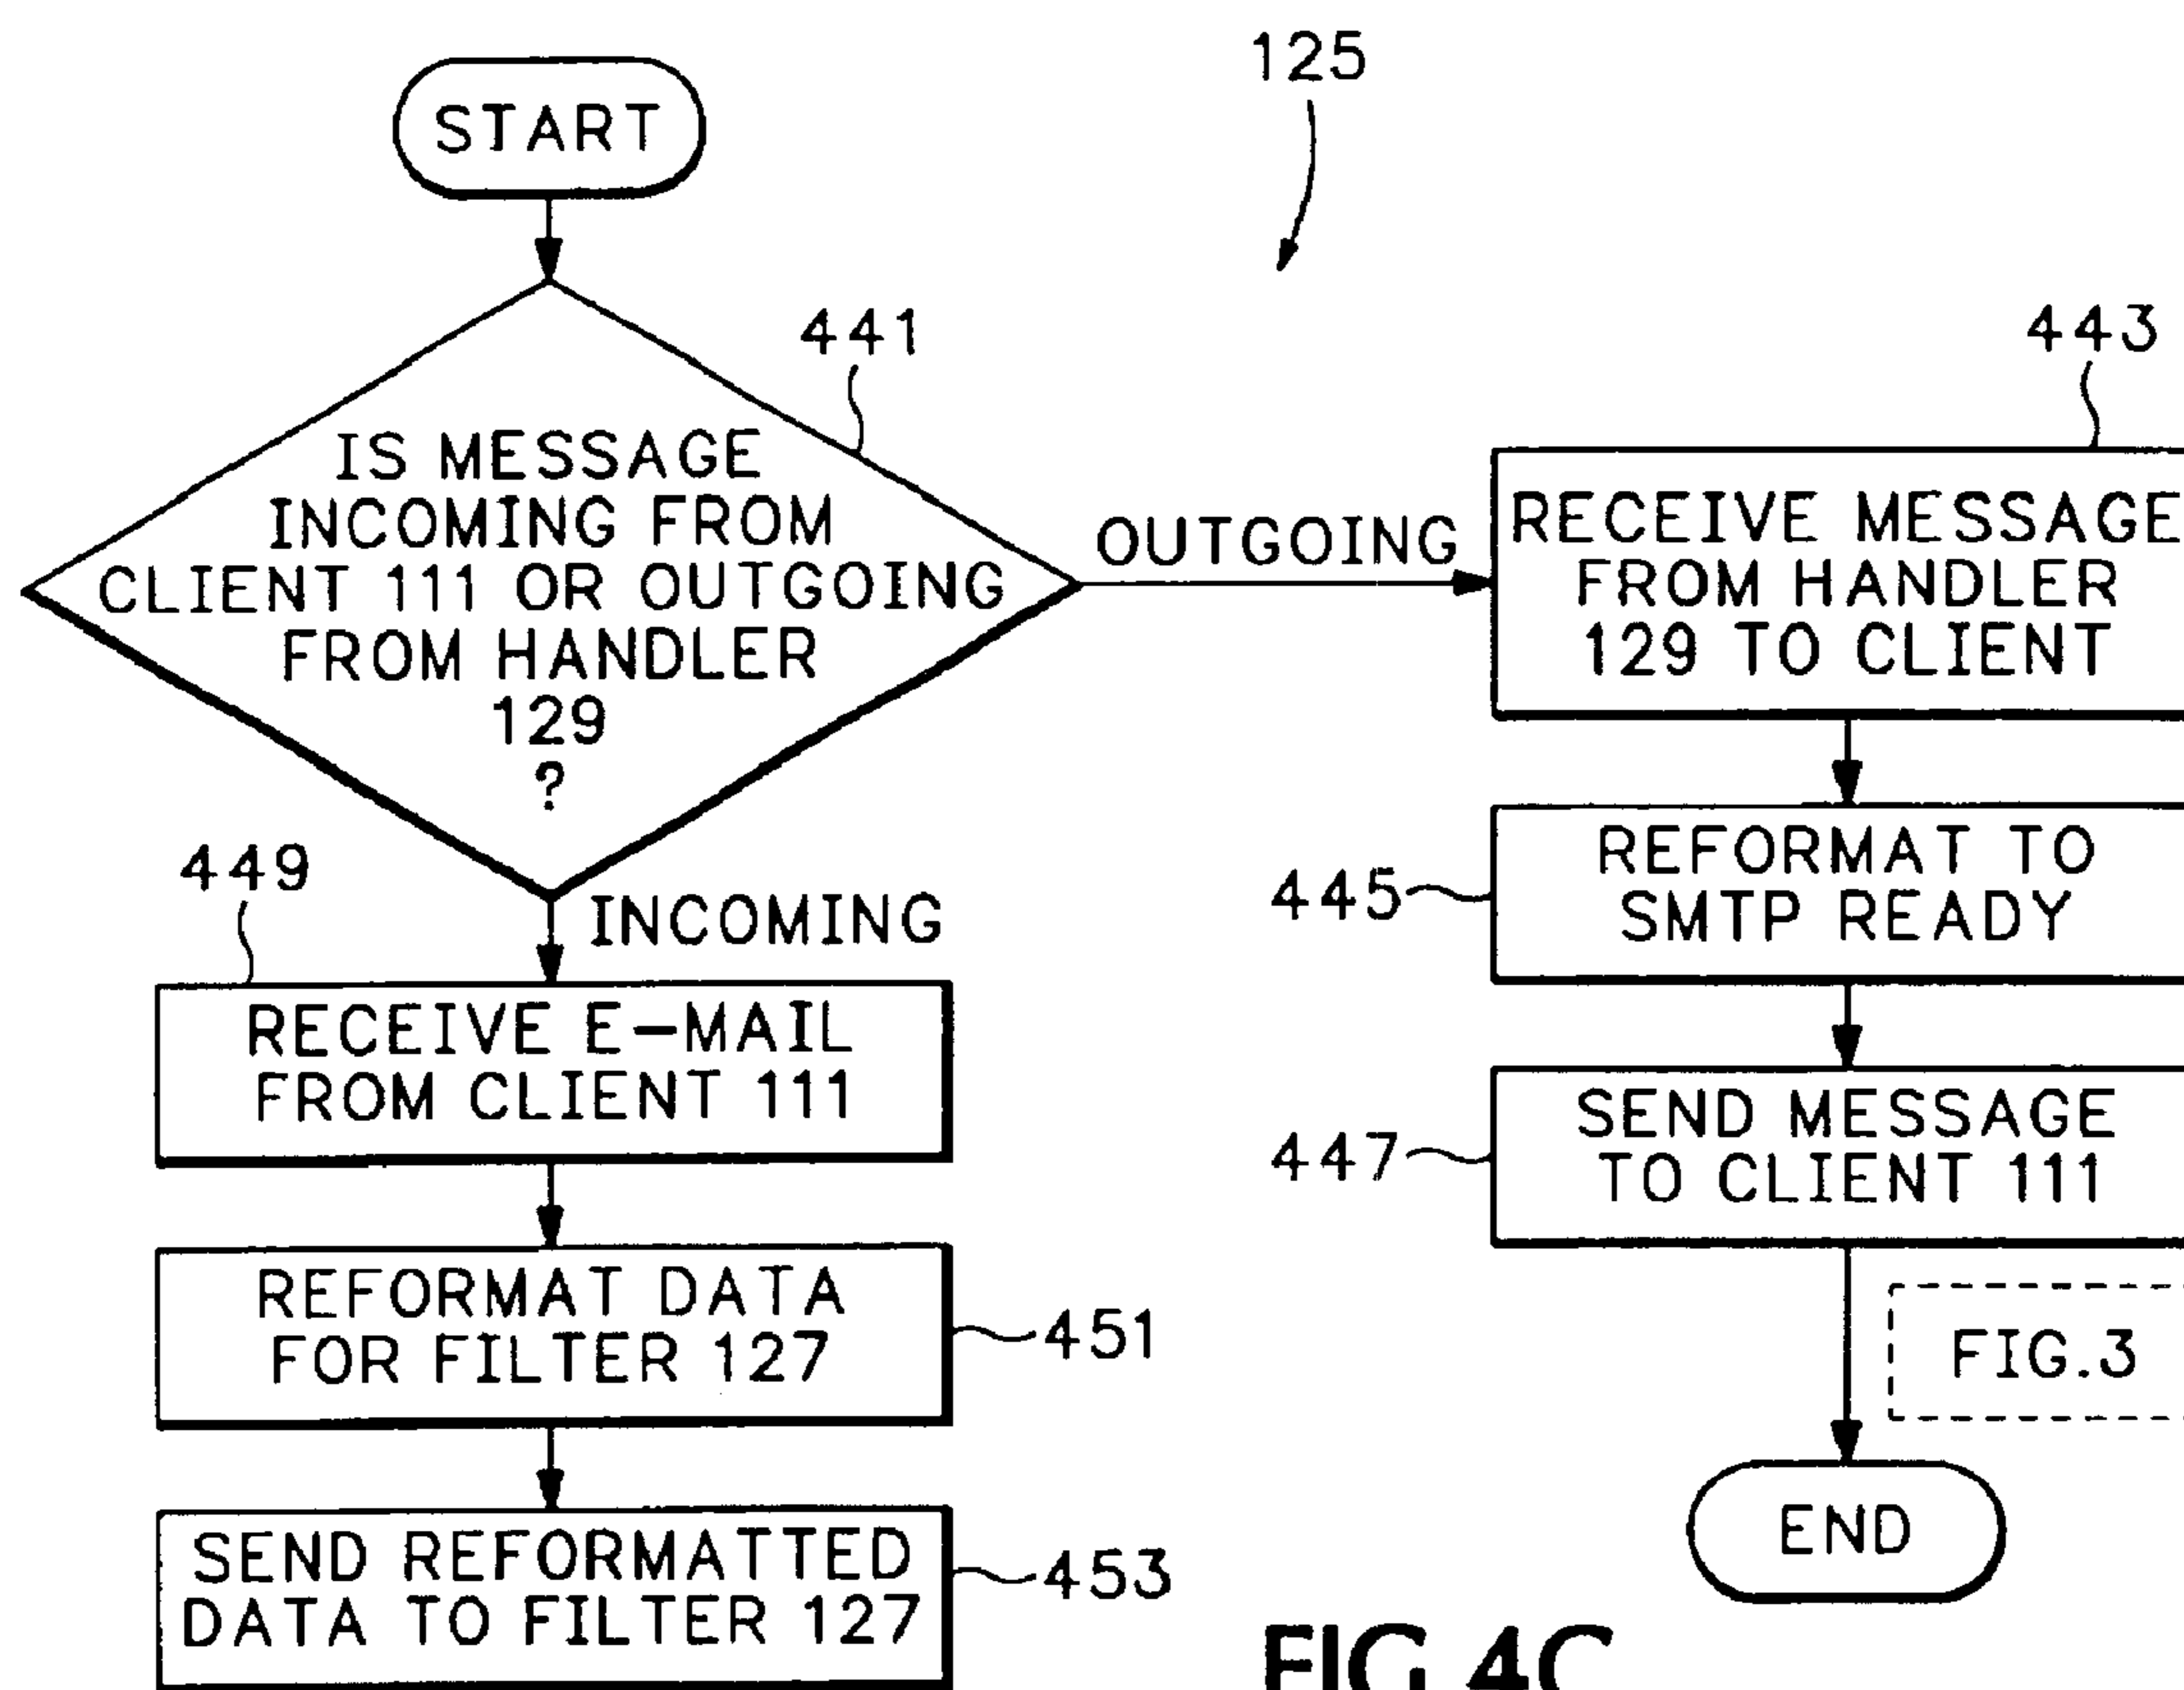 START
125
441
IS MESSAGE
INCOMING FROM
CLIENT 111 OR OUTGOING
FROM HANDLER
129
?
OUTGOING
443
RECEIVE MESSAGE
FROM HANDLER
129 TO CLIENT
445
REFORMAT TO
SMTP READY
447
SEND MESSAGE
TO CLIENT 111
FIG.3
END
INCOMING
449
RECEIVE E-MAIL
FROM CLIENT 111
REFORMAT DATA
FOR FILTER 127
451
SEND REFORMATTED
DATA TO FILTER 127
453
FIG.4C